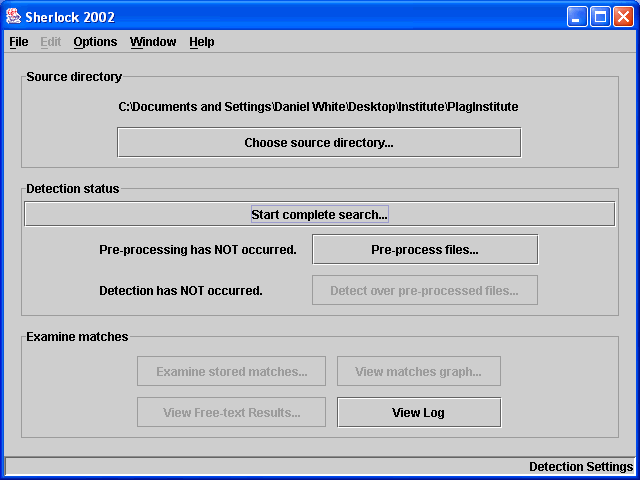 Sherlock 2002
File Edit Options Window Help
Source directory
C:\Documents and Settings\Daniel White\Desktop\Institute\PlagInstitute
Choose source directory...
Detection status
Start complete search...
Pre-processing has NOT occurred. Pre-process files...
Detection has NOT occurred. Detect over pre-processed files...
Examine matches
Examine stored matches... View matches graph...
View Free-text Results... View Log
Detection Settings